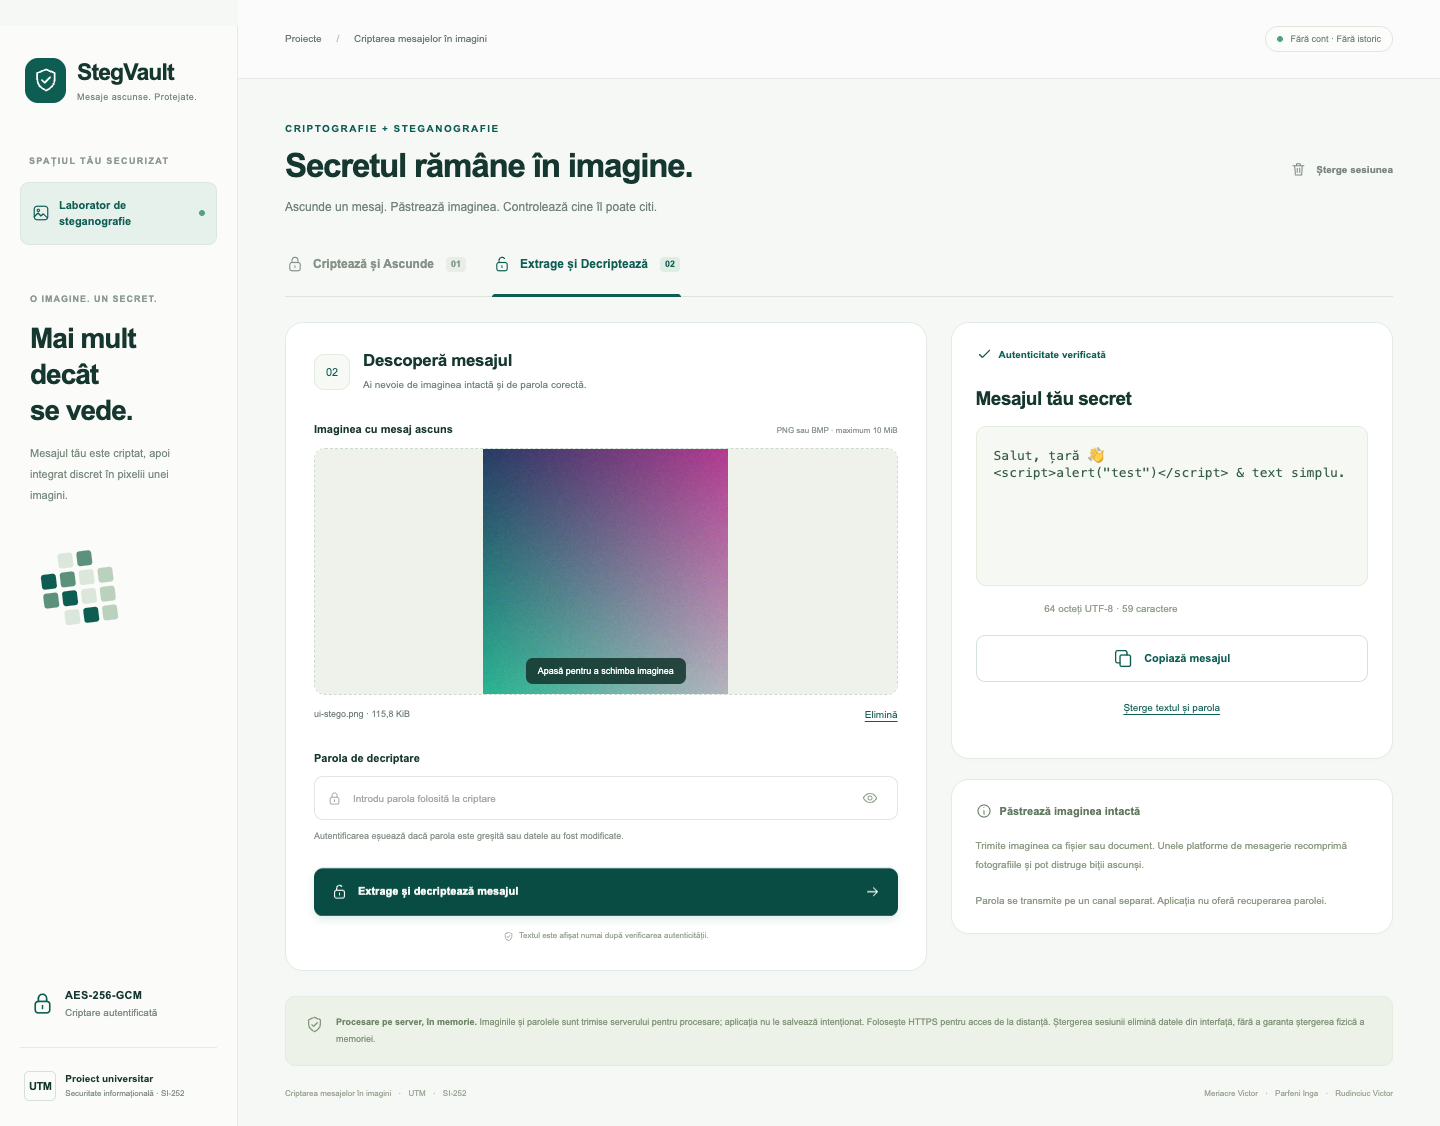 StegVault
Mesaje ascunse. Protejate.
SPAȚIUL TĂU SECURIZAT
Laborator de
steganografie
O IMAGINE. UN SECRET.
Mai mult
decât
se vede.
Mesajul tău este criptat, apoi
integrat discret în pixelii unei
imagini.
AES-256-GCM
Criptare autentificată
UTM
Proiect universitar
Securitate informațională · SI-252
Proiecte / Criptarea mesajelor în imagini
Fără cont · Fără istoric
CRIPTOGRAFIE + STEGANOGRAFIE
Secretul rămâne în imagine.
Ascunde un mesaj. Păstrează imaginea. Controlează cine îl poate citi.
Șterge sesiunea
Criptează și Ascunde 01
Extrage și Decriptează 02
02
Descoperă mesajul
Ai nevoie de imaginea intactă și de parola corectă.
Imaginea cu mesaj ascuns
PNG sau BMP · maximum 10 MiB
Apasă pentru a schimba imaginea
ui-stego.png · 115,8 KiB
Elimină
Parola de decriptare
Introdu parola folosită la criptare
Autentificarea eșuează dacă parola este greșită sau datele au fost modificate.
Extrage și decriptează mesajul
Textul este afișat numai după verificarea autenticității.
Autenticitate verificată
Mesajul tău secret
Salut, țară 👋
<script>alert("test")</script> & text simplu.
64 octeți UTF-8 · 59 caractere
Copiază mesajul
Șterge textul și parola
Păstrează imaginea intactă
Trimite imaginea ca fișier sau document. Unele platforme de mesagerie recomprimă
fotografiile și pot distruge biții ascunși.
Parola se transmite pe un canal separat. Aplicația nu oferă recuperarea parolei.
Procesare pe server, în memorie. Imaginile și parolele sunt trimise serverului pentru procesare; aplicația nu le salvează intenționat. Folosește HTTPS pentru acces de la distanță. Ștergerea sesiunii elimină datele din interfață, fără a garanta ștergerea fizică a
memoriei.
Criptarea mesajelor în imagini · UTM · SI-252
Meriacre Victor · Parfeni Inga · Rudinciuc Victor